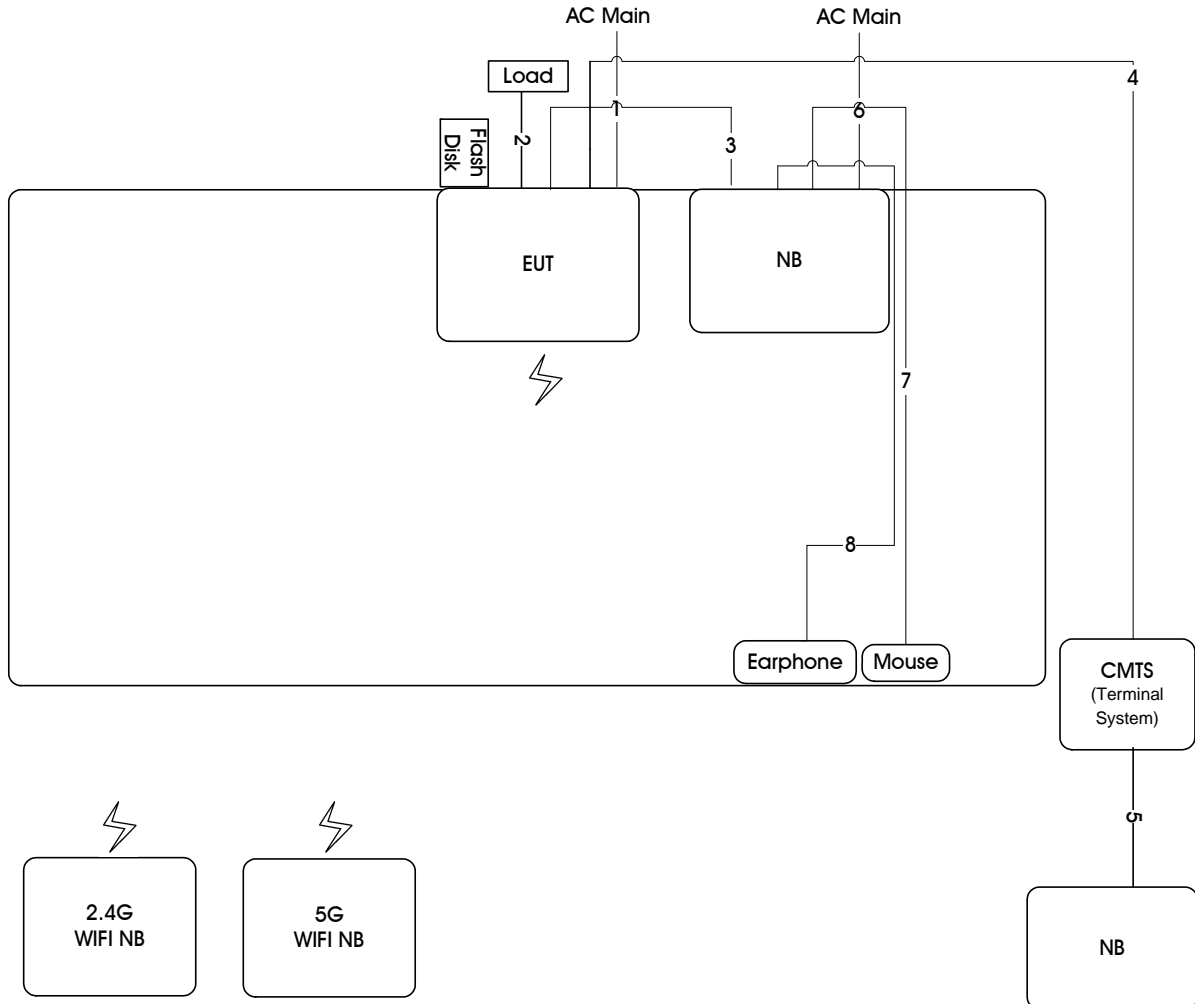 AC Main
AC Main
Load
4
1
6
Flash
Disk
2
3
EUT
NB
7
8
Earphone
Mouse
CMTS
(Terminal
System)
5
2.4G
WIFI NB
5G
WIFI NB
NB